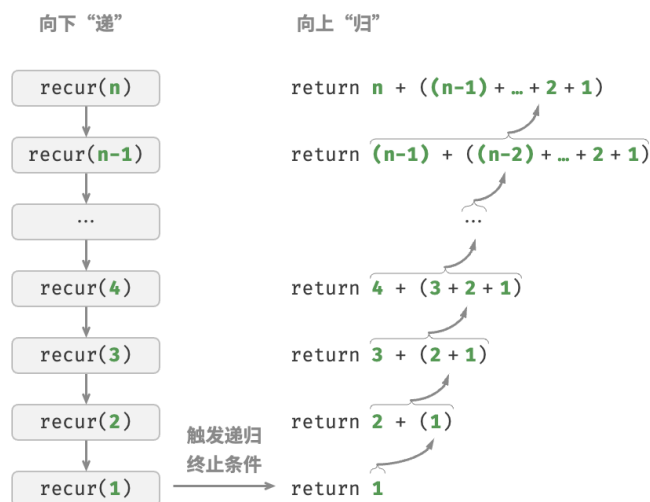 向下“递” 向上“归”
recur(n) return n + ((n-1)+…+2+1)
recur(n-1) return (n-1) + ((n-2)+…+2+1)
… …
recur(4) return 4 + (3+2+1)
recur(3) return 3 + (2+1)
recur(2) return 2 + (1)
触发递归
终止条件
recur(1) return 1